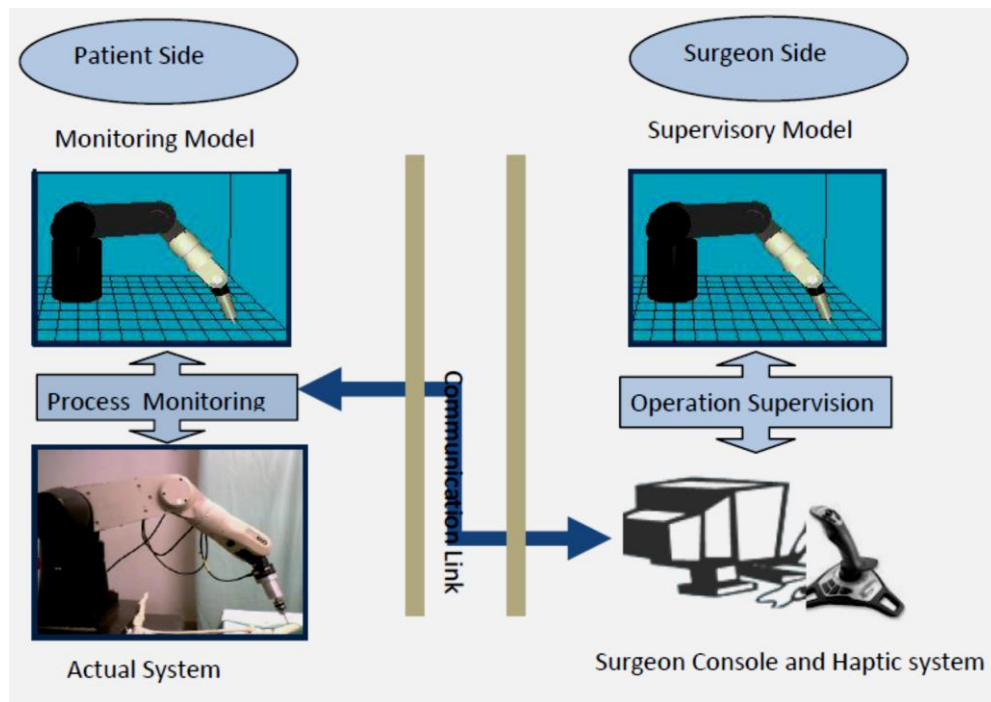 Patient Side
Surgeon Side
Monitoring Model
Supervisory Model
Process Monitoring
Operation Supervision
Communication Link
Actual System
Surgeon Console and Haptic system